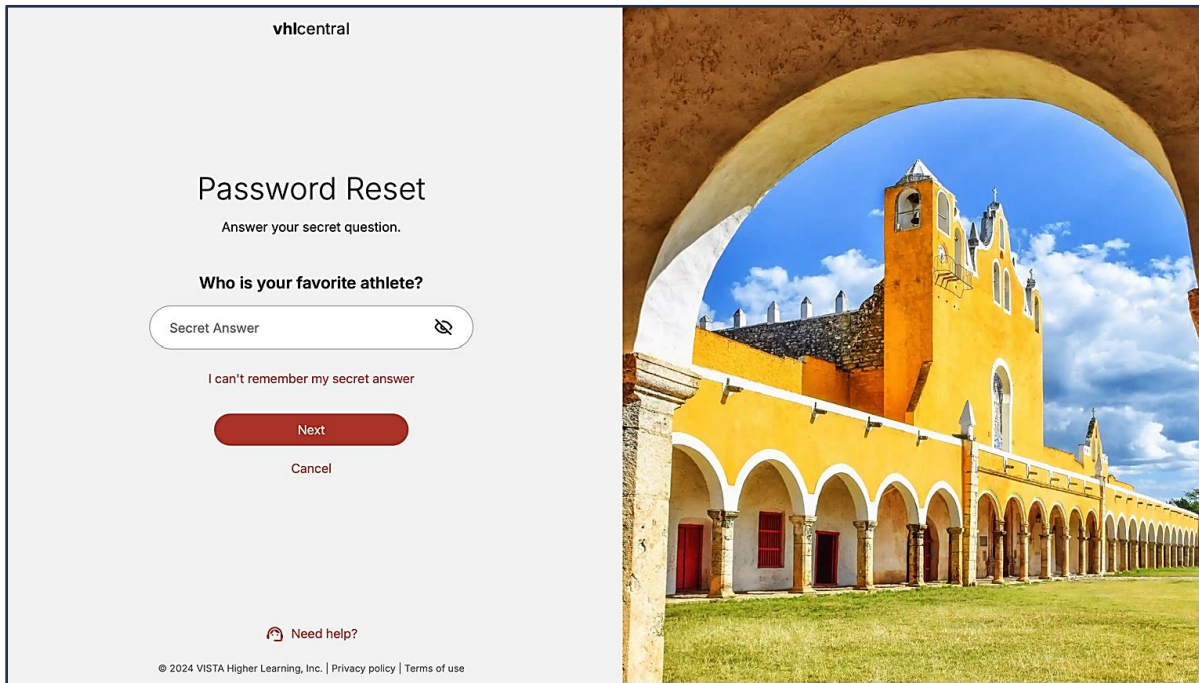 vhlcentral
Password Reset
Answer your secret question.
Who is your favorite athlete?
Secret Answer
I can't remember my secret answer
Next
Cancel
Need help?
© 2024 VISTA Higher Learning, Inc. | Privacy policy | Terms of use